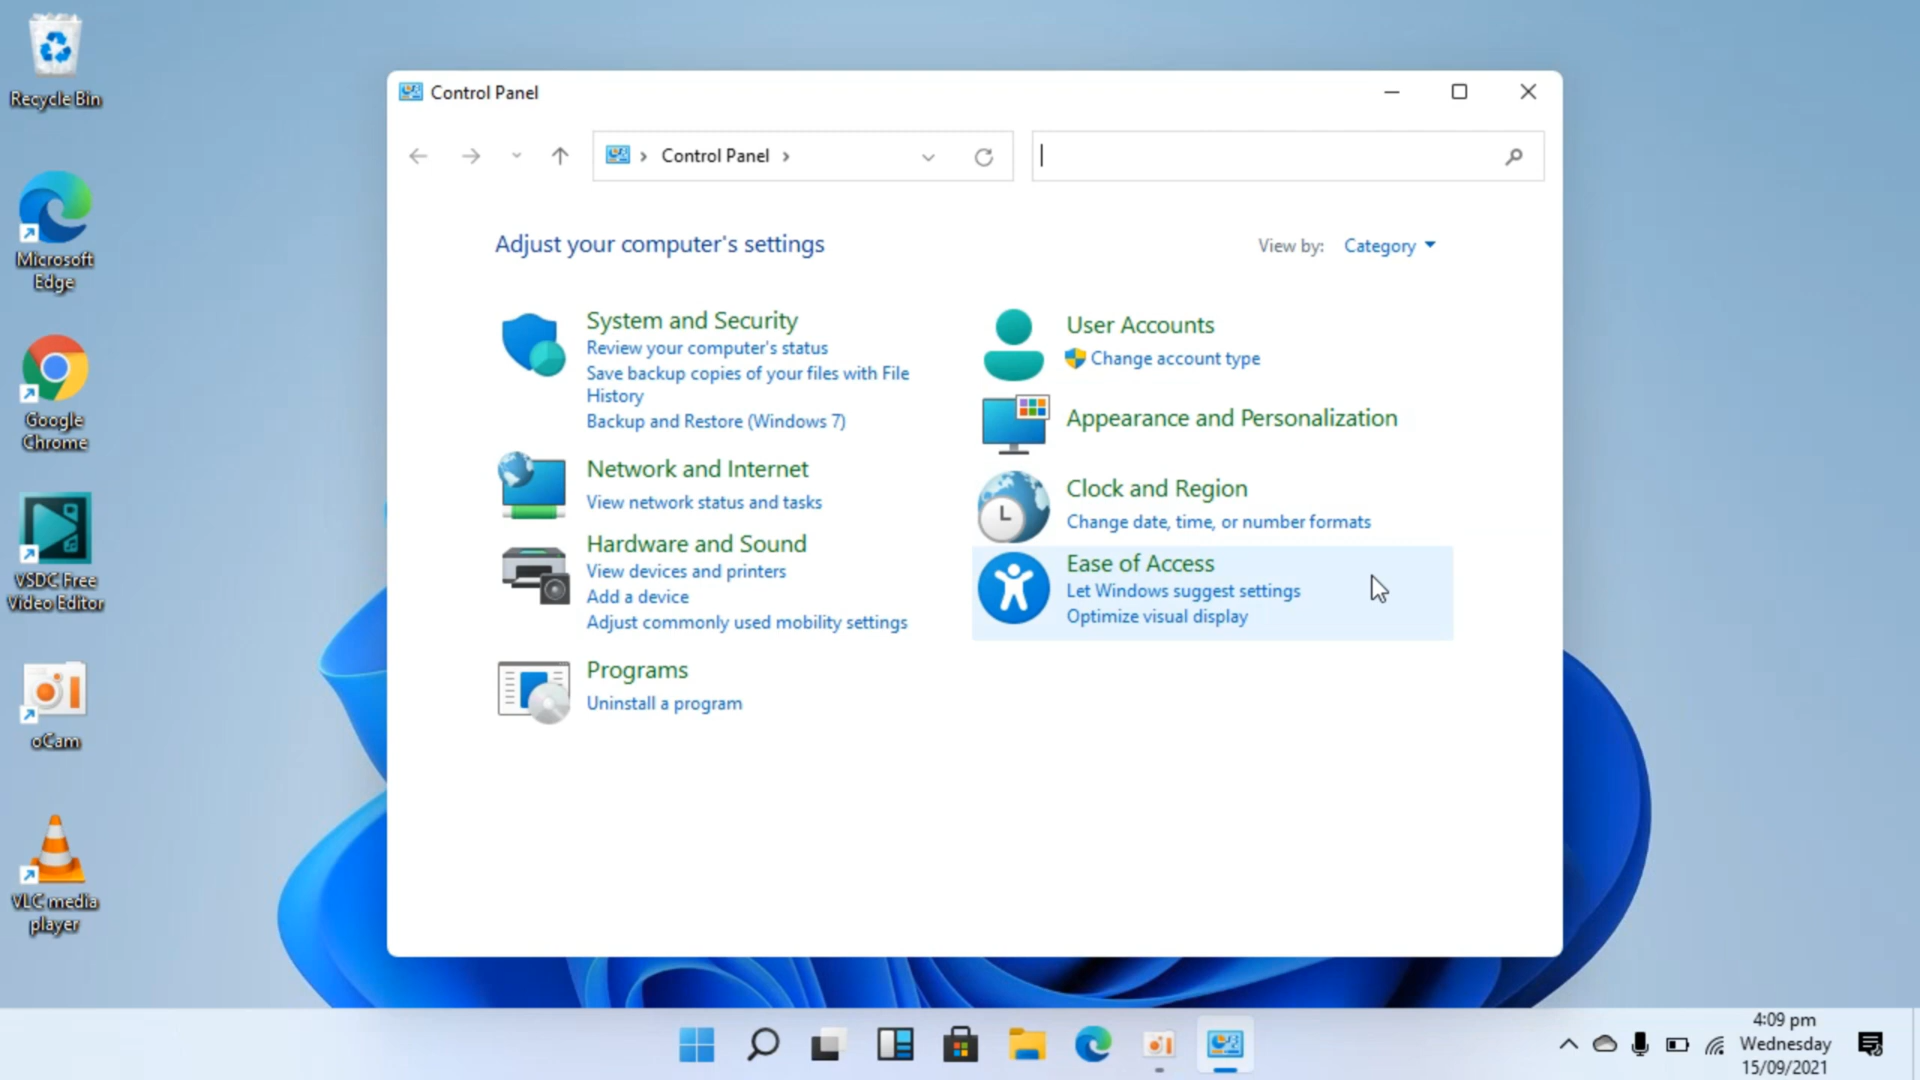 Recycle Bin
Microsoft
Edge
Google
Chrome
VSDC Free
Video Editor
oCam
VLC media
player
Control Panel
Control Panel
Adjust your computer's settings
View by: Category
System and Security
Review your computer's status
Save backup copies of your files with File
History
Backup and Restore (Windows 7)
Network and Internet
View network status and tasks
Hardware and Sound
View devices and printers
Add a device
Adjust commonly used mobility settings
Programs
Uninstall a program
User Accounts
Change account type
Appearance and Personalization
Clock and Region
Change date, time, or number formats
Ease of Access
Let Windows suggest settings
Optimize visual display
4:09 pm
Wednesday
15/09/2021